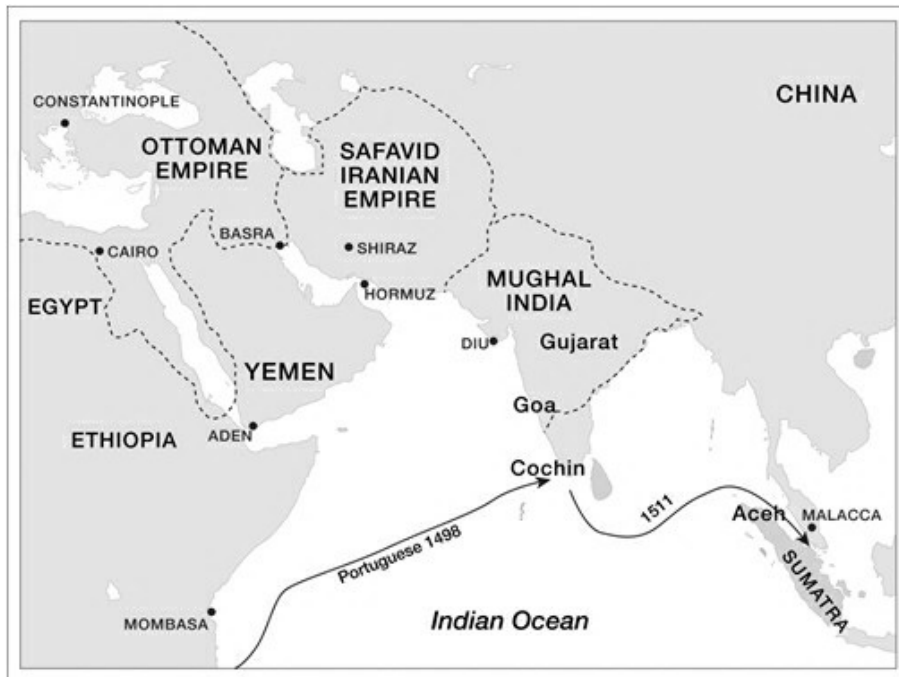 CONSTANTINOPLE
CHINA
OTTOMAN
EMPIRE
SAFAVID
IRANIAN
EMPIRE
BASRA
SHIRAZ
CAIRO
EGYPT
HORMUZ
MUGHAL
INDIA
DIU
Gujarat
YEMEN
Goa
ADEN
ETHIOPIA
Cochin
1511
Aceh
MALACCA
Portuguese 1498
SUMATRA
MOMBASA
Indian Ocean